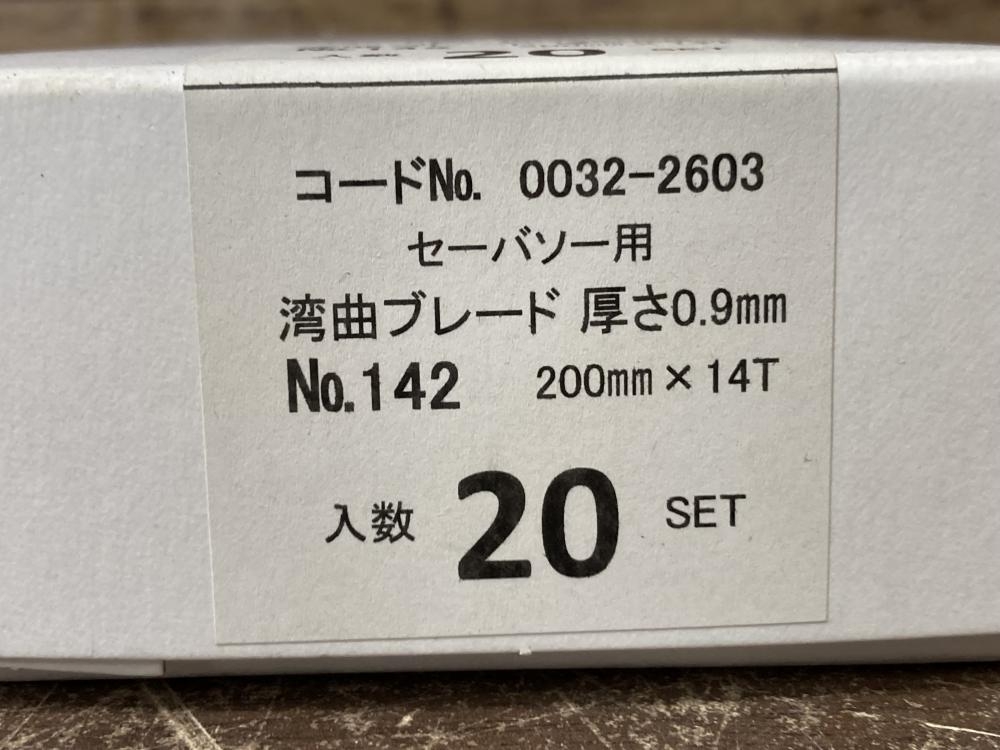 20
コードNo. 0032-2603
セーバソー用
湾曲ブレード 厚さ0.9mm
No.142 200mm×14T
入数 20 SET